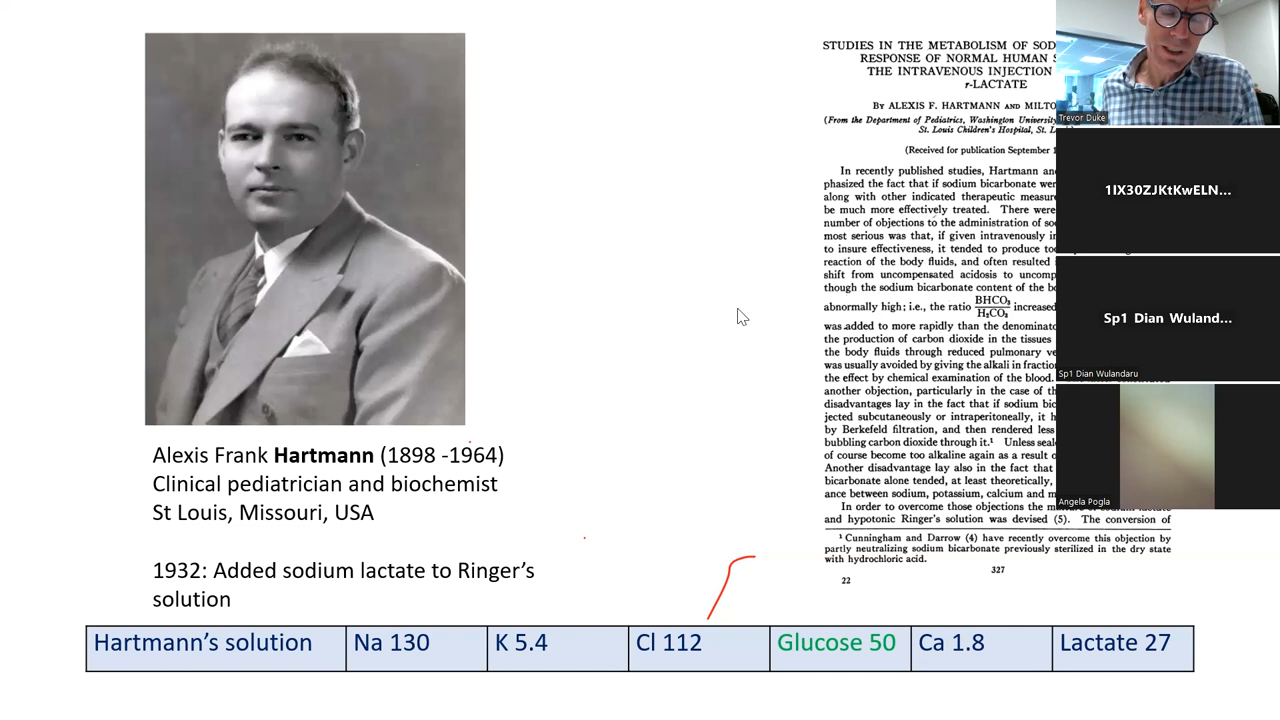 STUDIES IN THE METABOLISM OF SOD
RESPONSE OF NORMAL HUMAN S
THE INTRAVENOUS INJECTION
r-LACTATE
BY ALEXIS F. HARTMANN AND MILTO
(From the Department of Pediatrics, Washington University
St. Louis Children's Hospital, St. L
(Received for publication September 1
In recently published studies, Hartmann and
phasized the fact that if sodium bicarbonate wer
along with other indicated therapeutic measure
be much more effectively treated. There were
number of objections to the administration of so
most serious was that, if given intravenously in
to insure effectiveness, it tended to produce too
reaction of the body fluids, and often resulted
shift from uncompensated acidosis to uncomp
though the sodium bicarbonate content of the bo
abnormally high; i.e., the ratio BHCO₃/H₂CO₃ increased
was added to more rapidly than the denominato
the production of carbon dioxide in the tissues
the body fluids through reduced pulmonary ve
was usually avoided by giving the alkali in fraction
the effect by chemical examination of the blood.
another objection, particularly in the case of th
disadvantages lay in the fact that if sodium bic
jected subcutaneously or intraperitoneally, it h
by Berkefeld filtration, and then rendered less
bubbling carbon dioxide through it.¹ Unless seal
of course become too alkaline again as a result o
Another disadvantage lay also in the fact that
bicarbonate alone tended, at least theoretically,
ance between sodium, potassium, calcium and m
In order to overcome those objections the
and hypotonic Ringer's solution was devised (5). The conversion of
¹ Cunningham and Darrow (4) have recently overcome this objection by
partly neutralizing sodium bicarbonate previously sterilized in the dry state
with hydrochloric acid.
327
22
Trevor Duke
1IX30ZJKtKwELN...
Sp1 Dian Wuland...
Sp1 Dian Wulandaru
Angela Pogla
Alexis Frank Hartmann (1898 -1964)
Clinical pediatrician and biochemist
St Louis, Missouri, USA
1932: Added sodium lactate to Ringer's
solution
Hartmann's solution Na 130 K 5.4 Cl 112 Glucose 50 Ca 1.8 Lactate 27